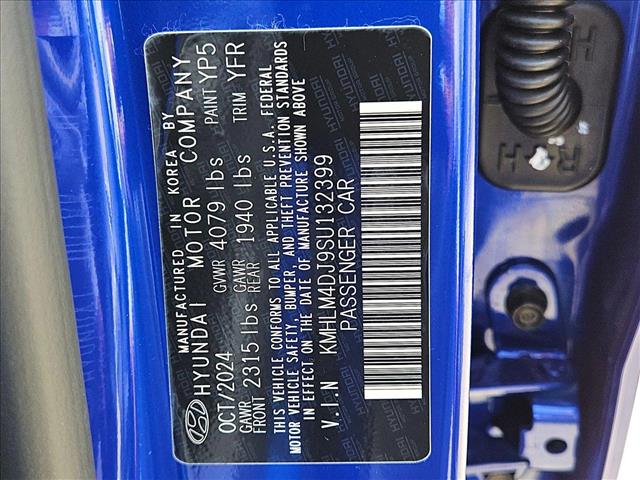 MANUFACTURED IN KOREA BY
HYUNDAI MOTOR COMPANY
OCT/2024 GVWR 4079 lbs PAINT YP5
GAWR FRONT 2315 lbs GAWR REAR 1940 lbs TRIM YFR
THIS VEHICLE CONFORMS TO ALL APPLICABLE U.S.A. FEDERAL
MOTOR VEHICLE SAFETY, BUMPER, AND THEFT PREVENTION STANDARDS
IN EFFECT ON THE DATE OF MANUFACTURE SHOWN ABOVE
V.I.N KMHLM4DJ9SU132399
PASSENGER CAR
R-H